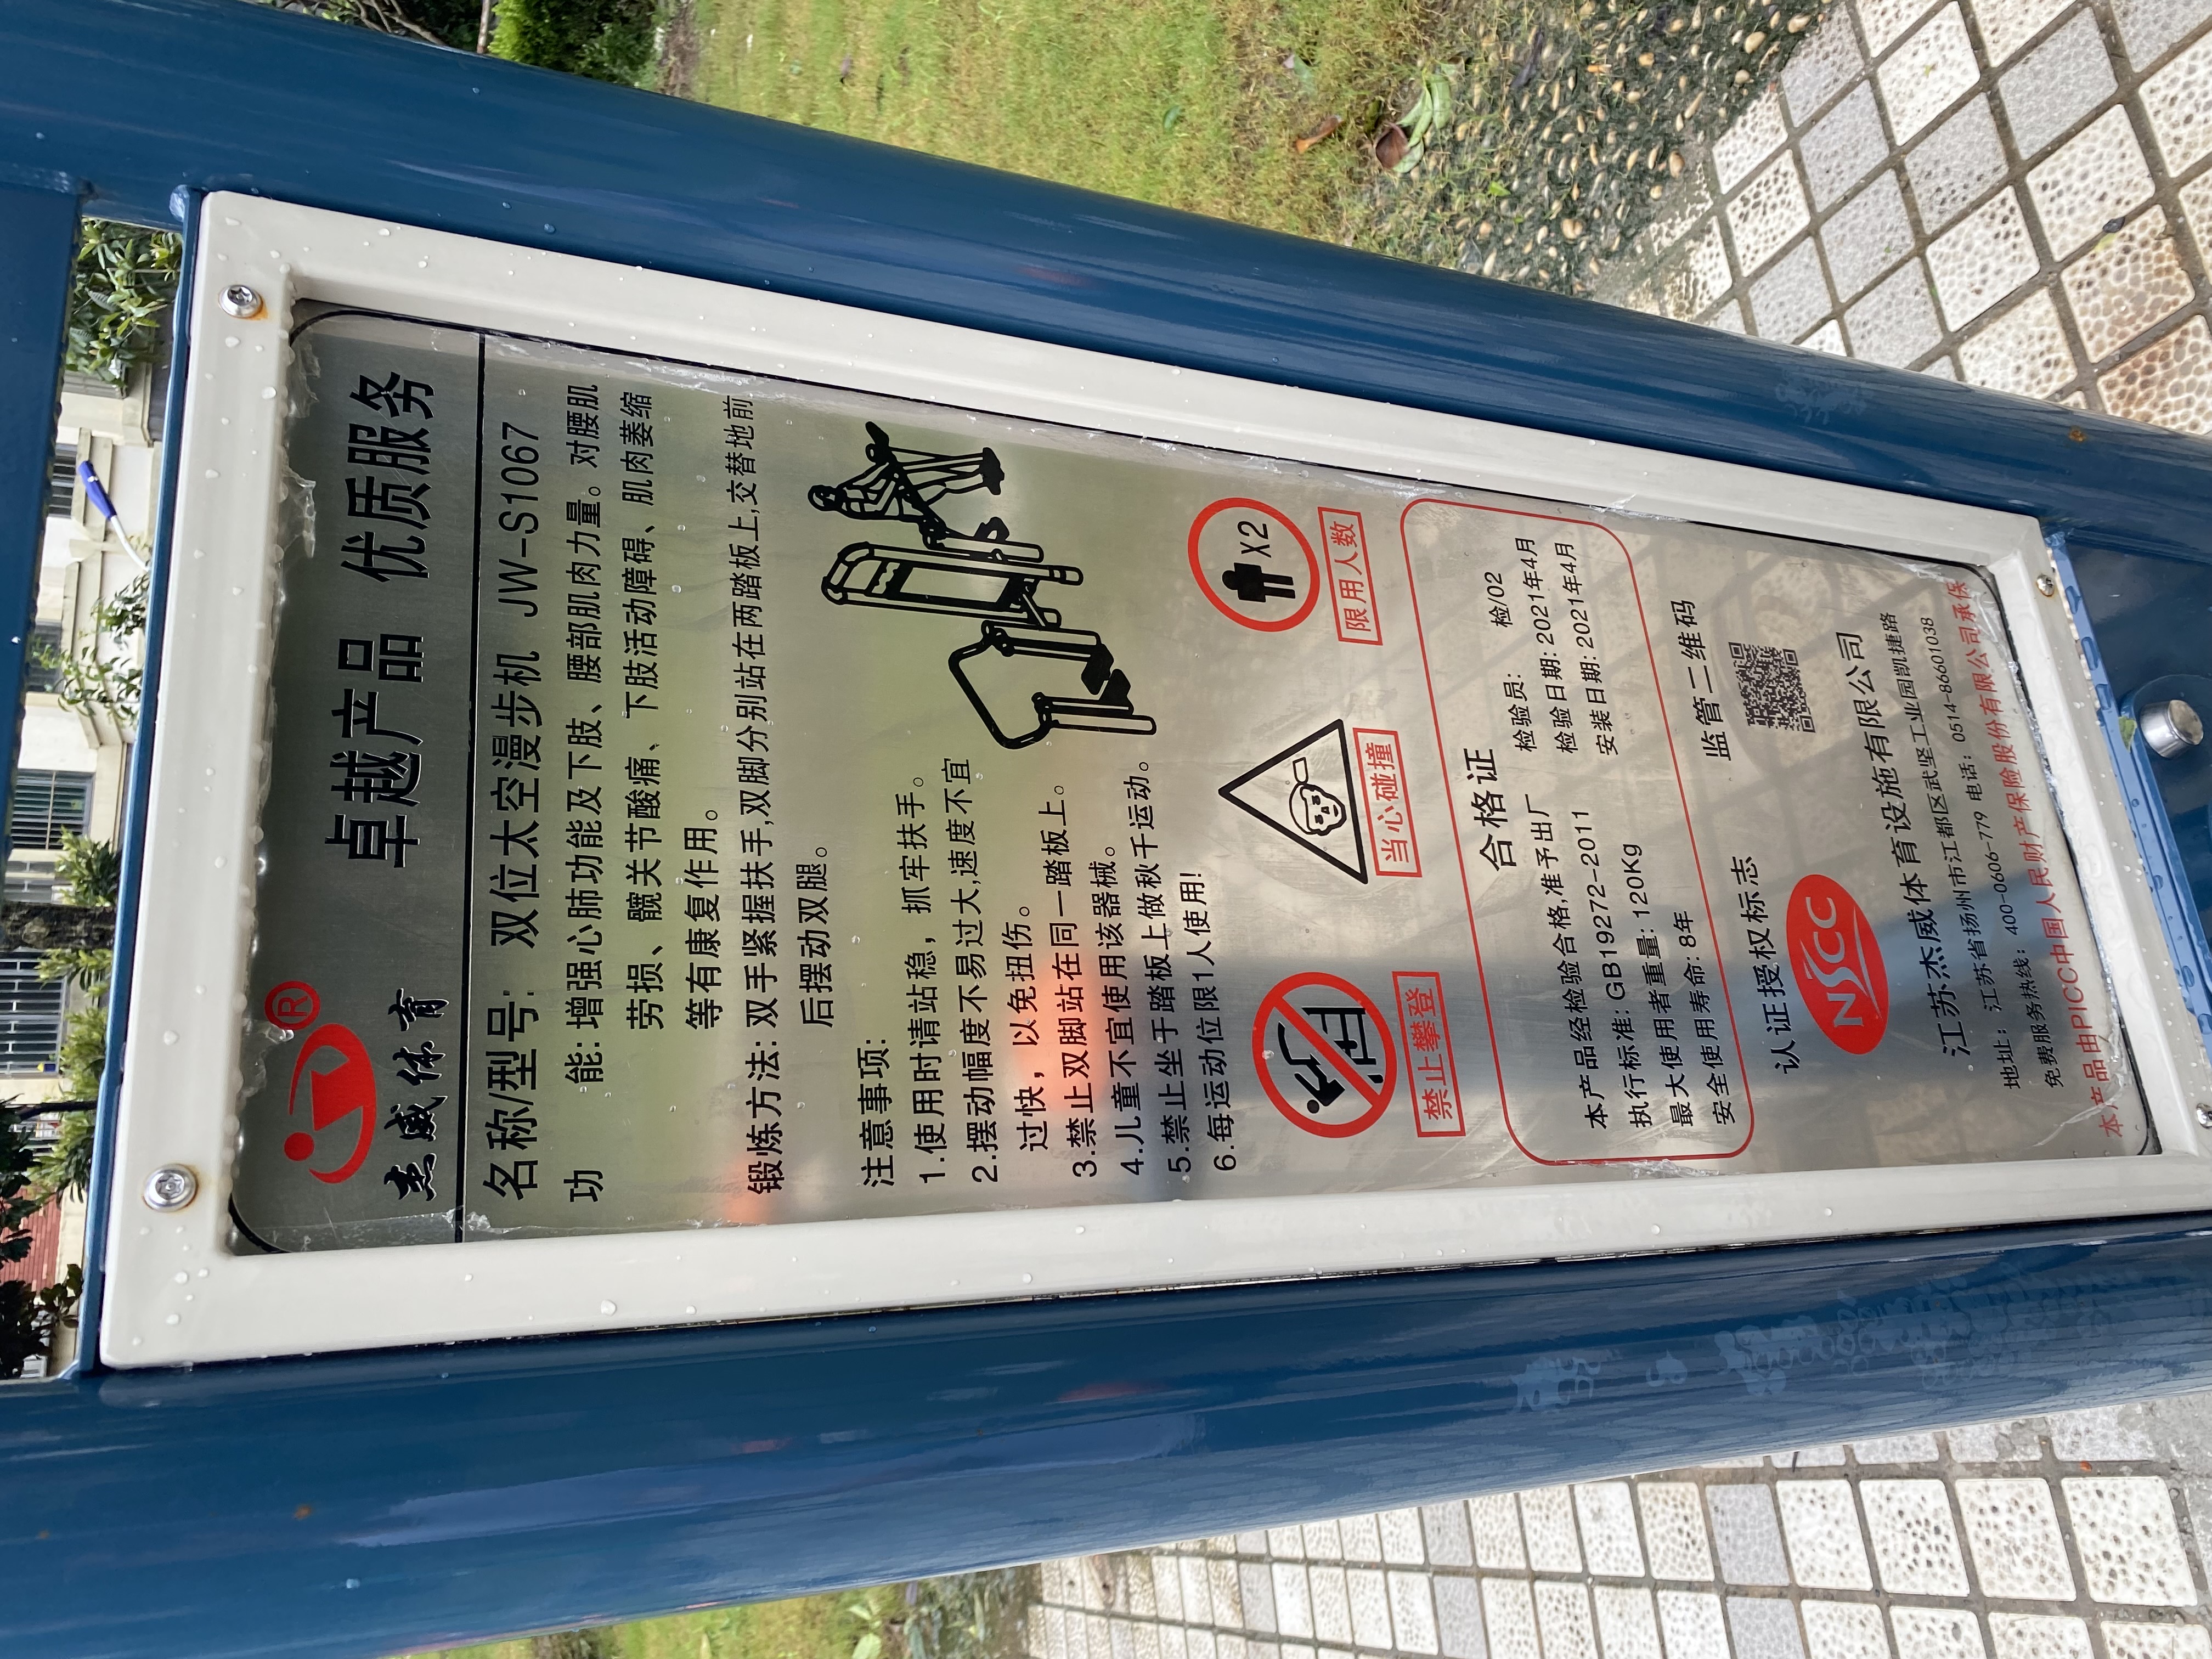 ®
杰威体育
卓越产品 优质服务
名称/型号: 双位太空漫步机 JW-S1067
功 能: 增强心肺功能及下肢、腰部肌肉力量。对腰肌
劳损、髋关节酸痛、下肢活动障碍、肌肉萎缩
等有康复作用。
锻炼方法: 双手紧握扶手,双脚分别站在两踏板上,交替地前
后摆动双腿。
注意事项:
1.使用时请站稳，抓牢扶手。
2.摆动幅度不易过大,速度不宜
过快，以免扭伤。
3.禁止双脚站在同一踏板上。
4.儿童不宜使用该器械。
5.禁止坐于踏板上做秋千运动。
6.每运动位限1人使用!
X2
禁止攀登
当心碰撞
限用人数
合格证
本产品经检验合格,准予出厂
执行标准: GB19272-2011
最大使用者重量: 120Kg
安全使用寿命: 8年
检验员: 检/02
检验日期: 2021年4月
安装日期: 2021年4月
认证授权标志
监管二维码
NSCC
江苏杰威体育设施有限公司
地址：江苏省扬州市江都区武坚工业园凯捷路
免费服务热线：400-0606-779 电话：0514-86601038
本产品由PICC中国人民财产保险股份有限公司承保